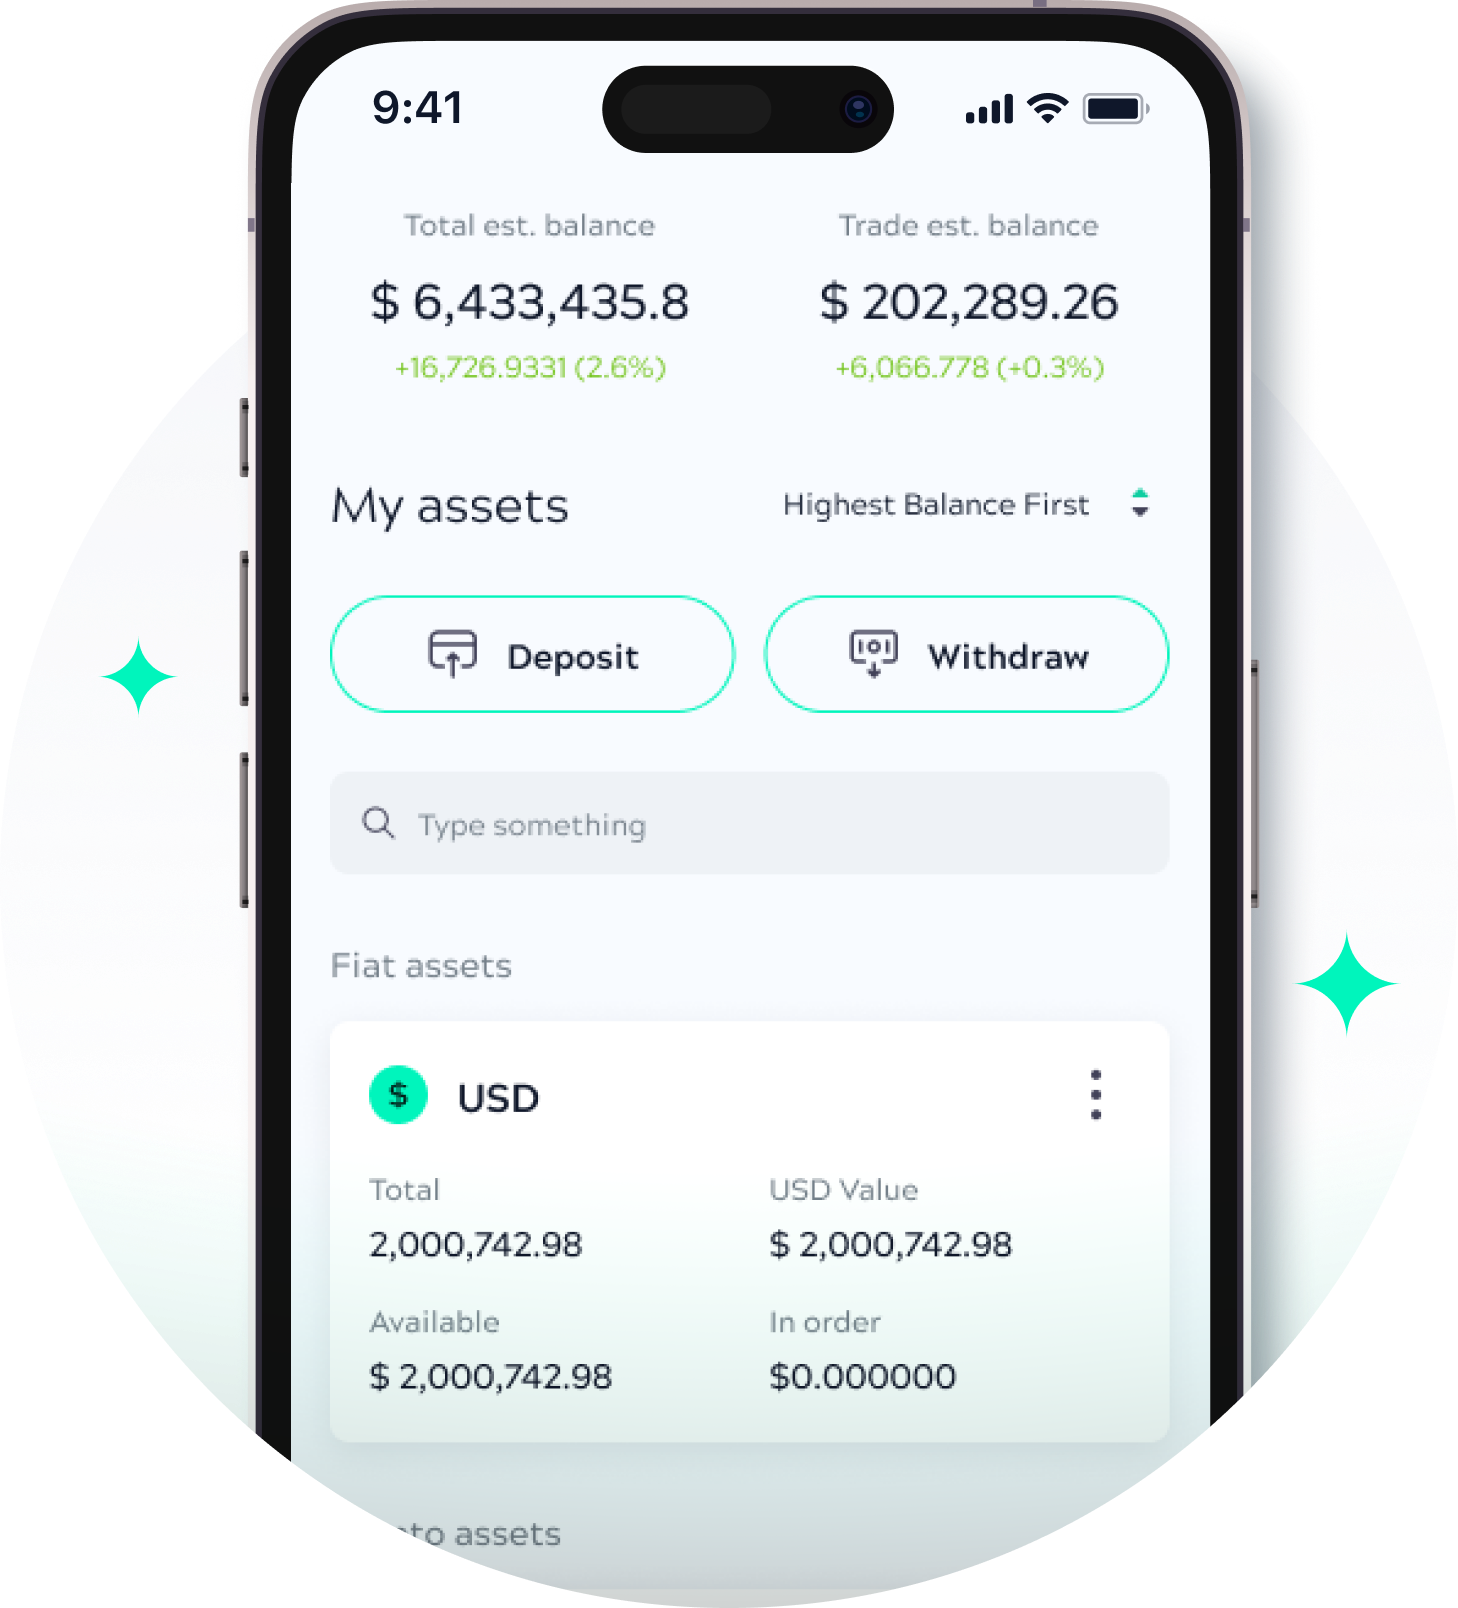 9:41
Total est. balance
Trade est. balance
$ 6,433,435.8
$ 202,289.26
+16,726.9331 (2.6%)
+6,066.778 (+0.3%)
My assets
Highest Balance First
Deposit
Withdraw
Type something
Fiat assets
$ USD
Total
USD Value
2,000,742.98
$ 2,000,742.98
Available
In order
$ 2,000,742.98
$0.000000
assets